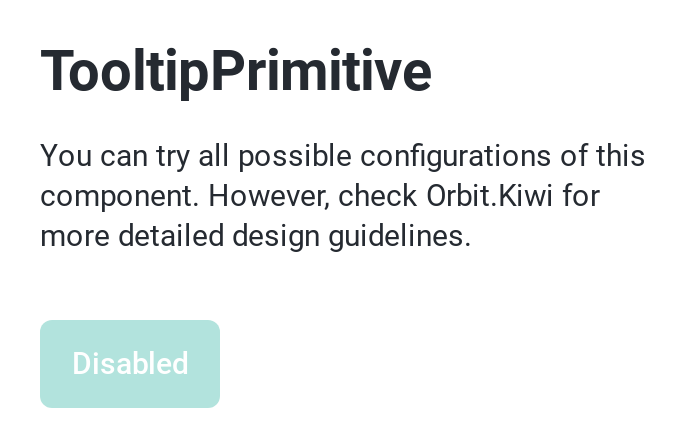 TooltipPrimitive
You can try all possible configurations of this
component. However, check Orbit.Kiwi for
more detailed design guidelines.
Disabled